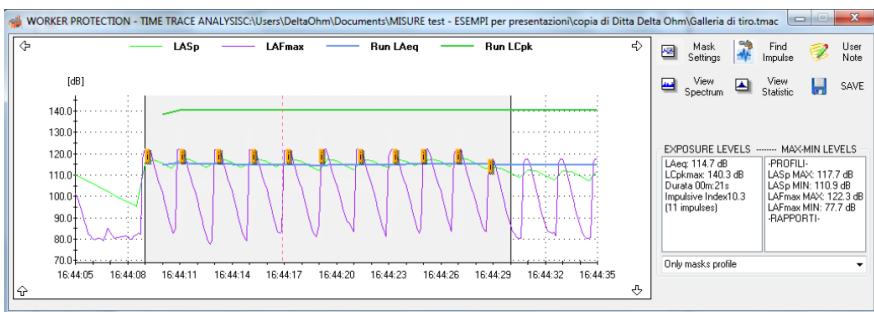 WORKER PROTECTION - TIME TRACE ANALYSISC:\Users\DeltaOhm\Documents\MISURE test - ESEMPI per presentazioni\copia di Ditta Delta Ohm\Galleria di tiro.tmac
LASp LAFmax Run LAeq Run LCpk
[dB]
140.0
130.0
120.0
110.0
100.0
90.0
80.0
70.0
16:44:05 16:44:08 16:44:11 16:44:14 16:44:17 16:44:20 16:44:23 16:44:26 16:44:29 16:44:32 16:44:35
Mask Settings
Find Impulse
User Note
View Spectrum
View Statistic
SAVE
EXPOSURE LEVELS ------- MAX-MIN LEVELS
LAeq: 114.7 dB
LCpkmax: 140.3 dB
Durata 00m:21s
Impulsive Index10.3
(11 impulses)
-PROFILI-
LASp MAX: 117.7 dB
LASp MIN: 110.9 dB
LAFmax MAX: 122.3 dB
LAFmax MIN: 77.7 dB
-RAPPORTI-
Only masks profile